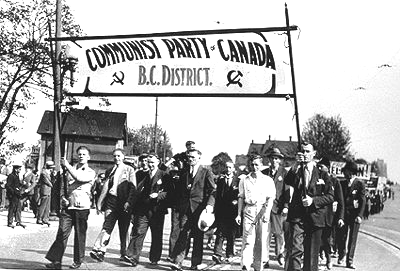 COMMUNIST PARTY OF CANADA
B.C. DISTRICT.